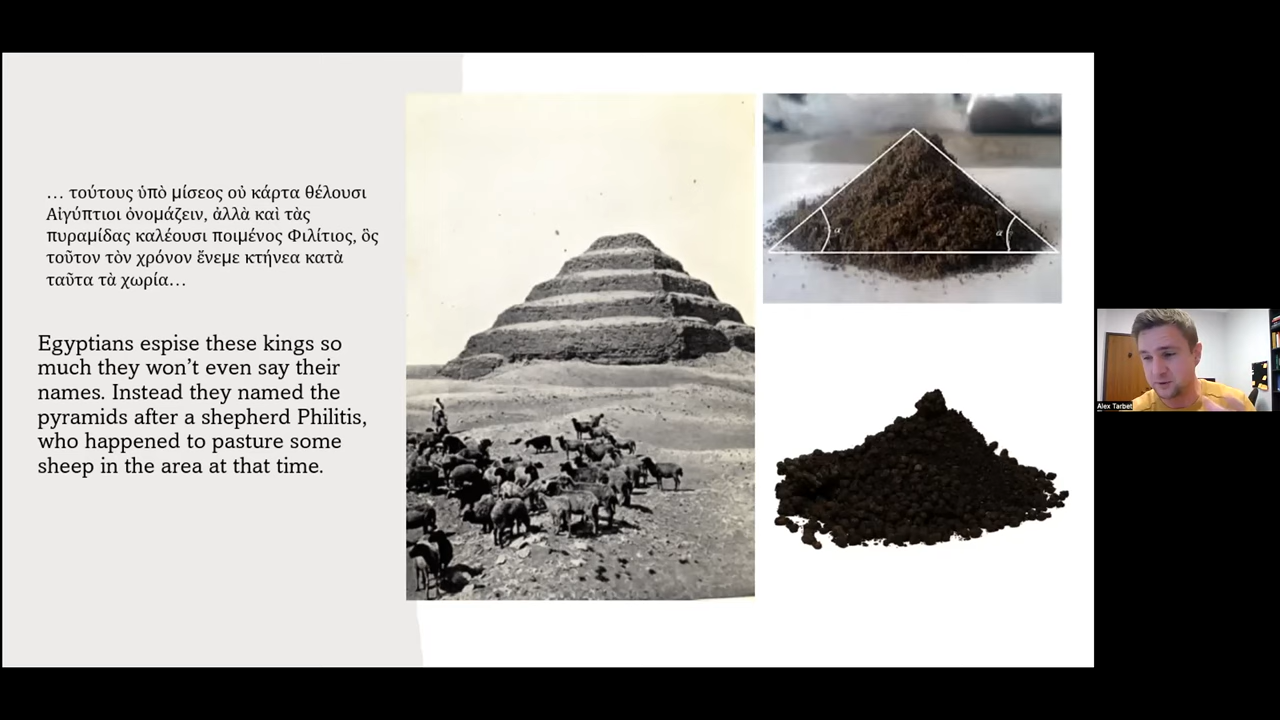 … τούτους ὑπὸ μίσεος οὐ κάρτα θέλουσι
Αἰγύπτιοι ὀνομάζειν, ἀλλὰ καὶ τὰς
πυραμίδας καλέουσι ποιμένος Φιλίτιος, ὃς
τοῦτον τὸν χρόνον ἔνεμε κτήνεα κατὰ
ταῦτα τὰ χωρία…
Egyptians espise these kings so
much they won’t even say their
names. Instead they named the
pyramids after a shepherd Philitis,
who happened to pasture some
sheep in the area at that time.
α α
Alex Tarbet